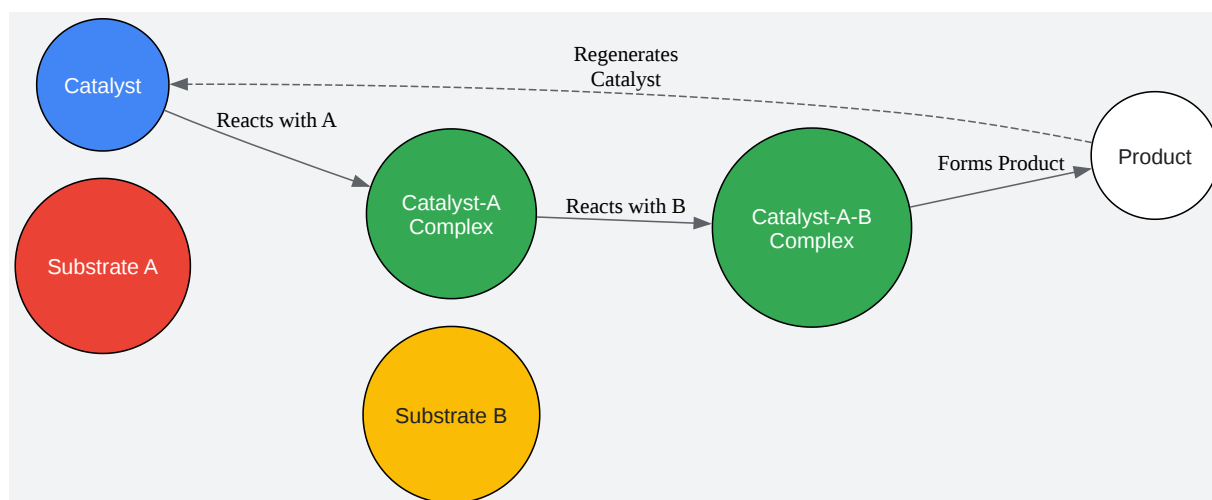 Regenerates
Catalyst
Catalyst
Reacts with A
Product
Forms Product
Catalyst-A
Complex
Reacts with B
Catalyst-A-B
Complex
Substrate A
Substrate B